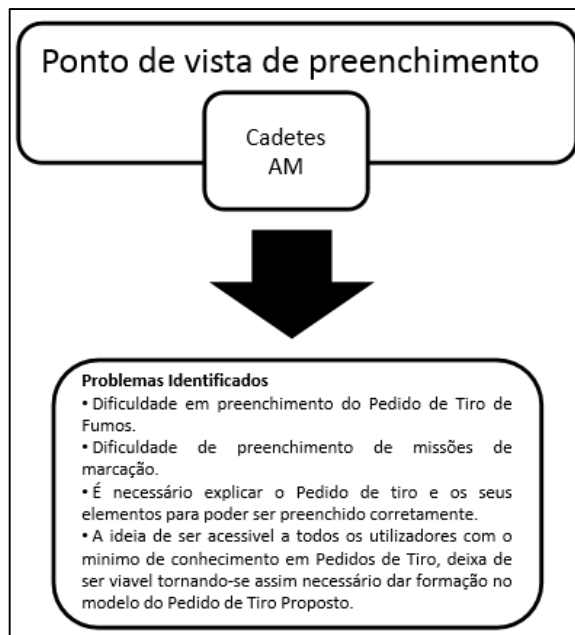 Ponto de vista de preenchimento
Cadetes
AM
Problemas Identificados
• Dificuldade em preenchimento do Pedido de Tiro de
Fumos.
• Dificuldade de preenchimento de missões de
marcação.
• É necessário explicar o Pedido de tiro e os seus
elementos para poder ser preenchido corretamente.
• A ideia de ser acessivel a todos os utilizadores com o
minimo de conhecimento em Pedidos de Tiro, deixa de
ser viavel tornando-se assim necessário dar formação no
modelo do Pedido de Tiro Proposto.